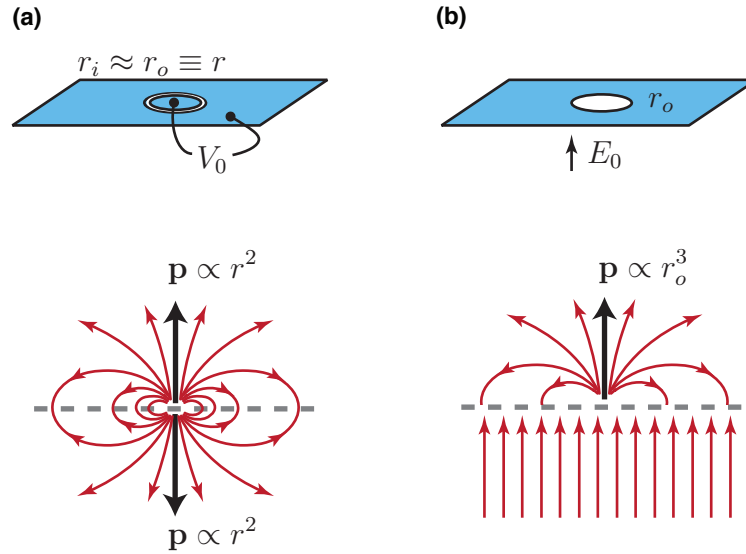 (a)
r_i ≈ r_o ≡ r
V_0
p ∝ r^2
p ∝ r^2
(b)
r_o
E_0
p ∝ r_o^3